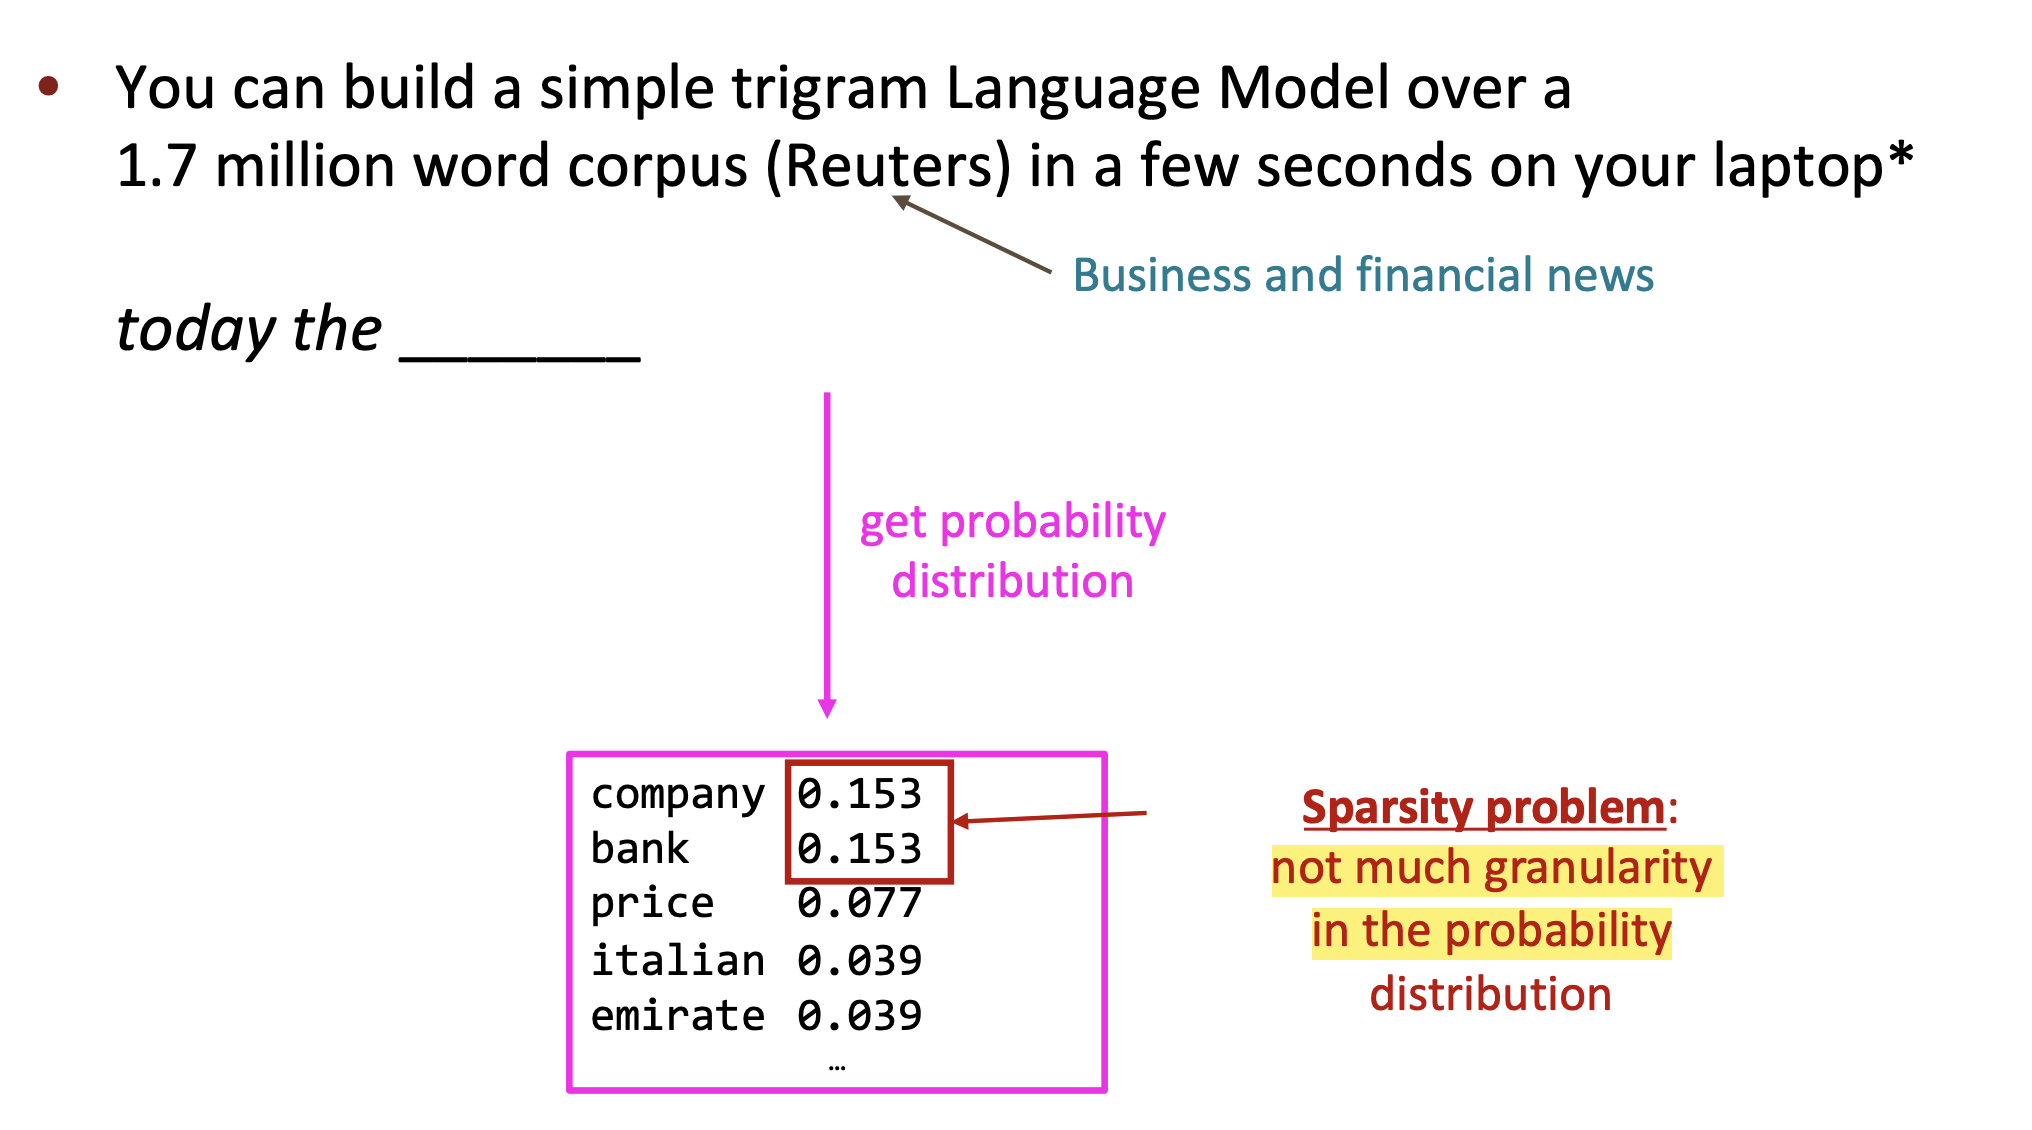 • You can build a simple trigram Language Model over a
1.7 million word corpus (Reuters) in a few seconds on your laptop*
Business and financial news
today the _______
get probability
distribution
company 0.153
bank 0.153
price 0.077
italian 0.039
emirate 0.039
…
Sparsity problem:
not much granularity
in the probability
distribution